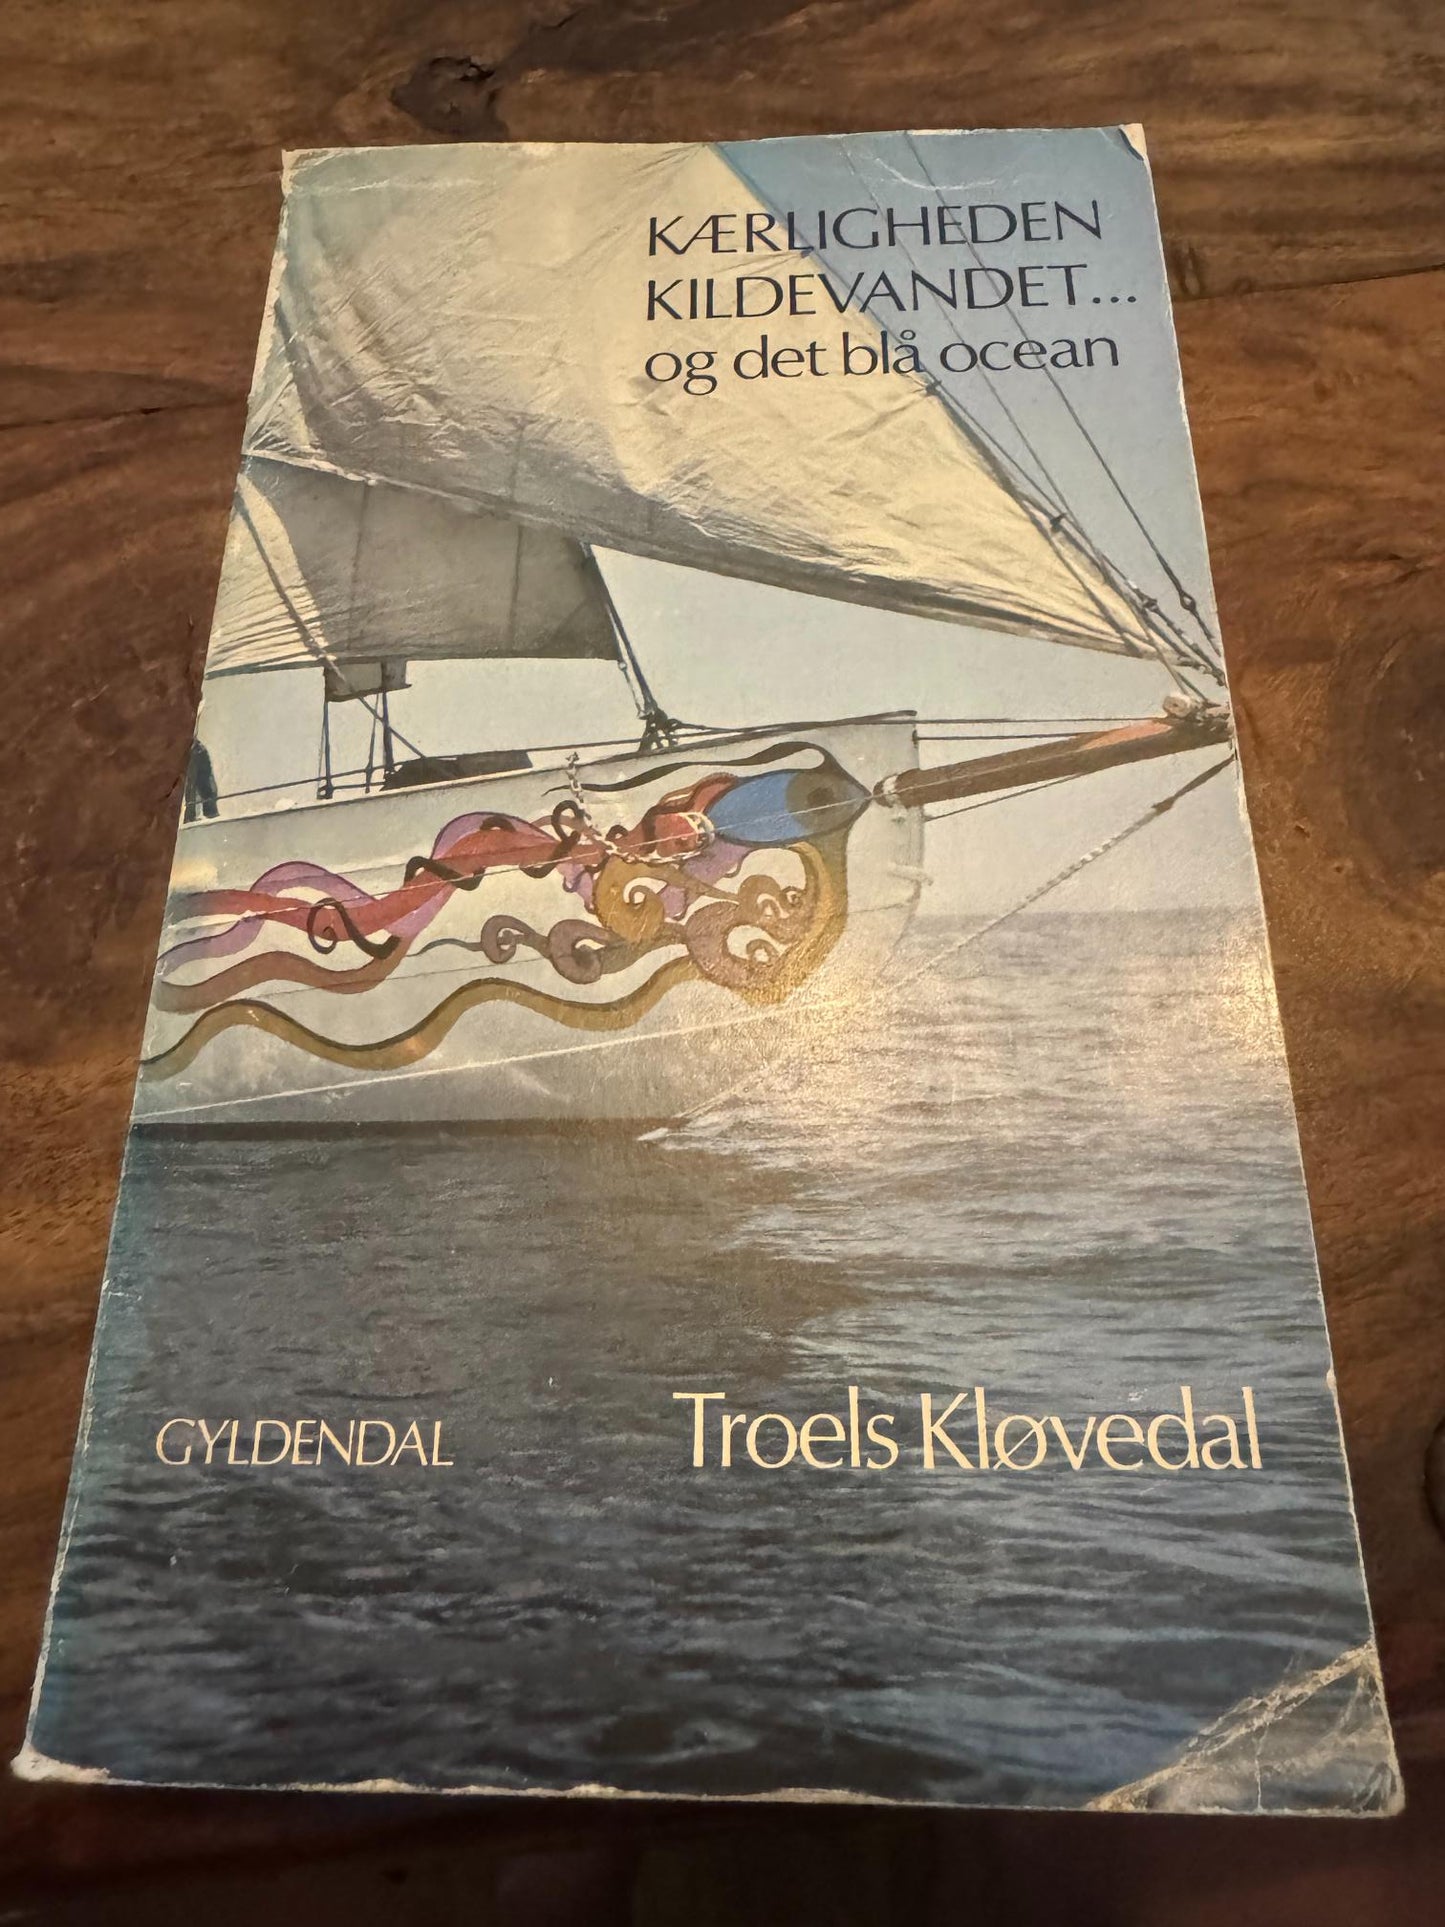 KÆRLIGHEDEN
KILDEVANDET...
og det blå ocean
GYLDENDAL
Troels Kløvedal